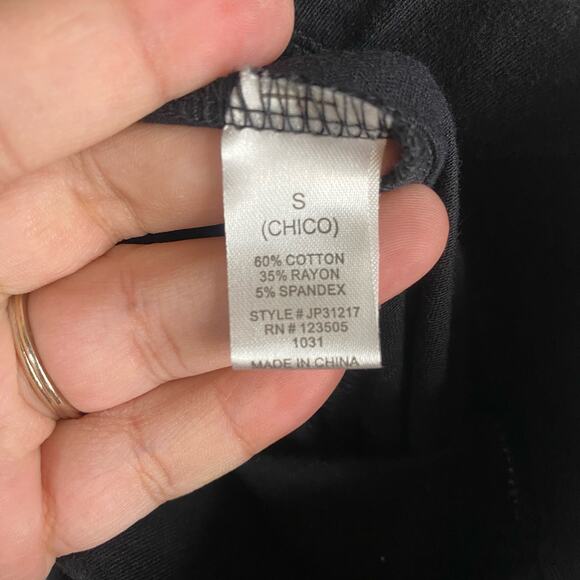 S
(CHICO)
60% COTTON
35% RAYON
5% SPANDEX
STYLE # JP31217
RN # 123505
1031
MADE IN CHINA